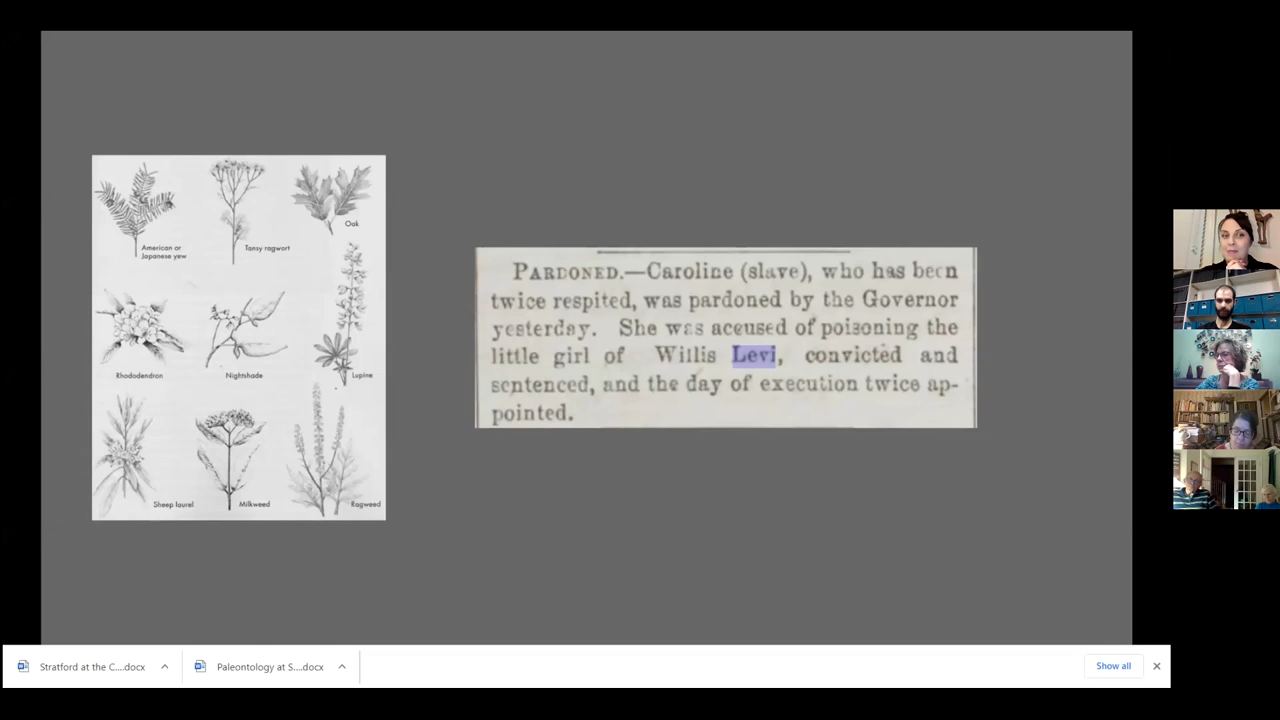 American or
Japanese yew
Tansy ragwort
Oak
Rhododendron
Nightshade
Lupine
Sheep laurel
Milkweed
Ragweed
PARDONED.—Caroline (slave), who has been
twice respited, was pardoned by the Governor
yesterday. She was accused of poisoning the
little girl of Willis Levi, convicted and
sentenced, and the day of execution twice ap-
pointed.
Stratford at the C....docx
Paleontology at S....docx
Show all